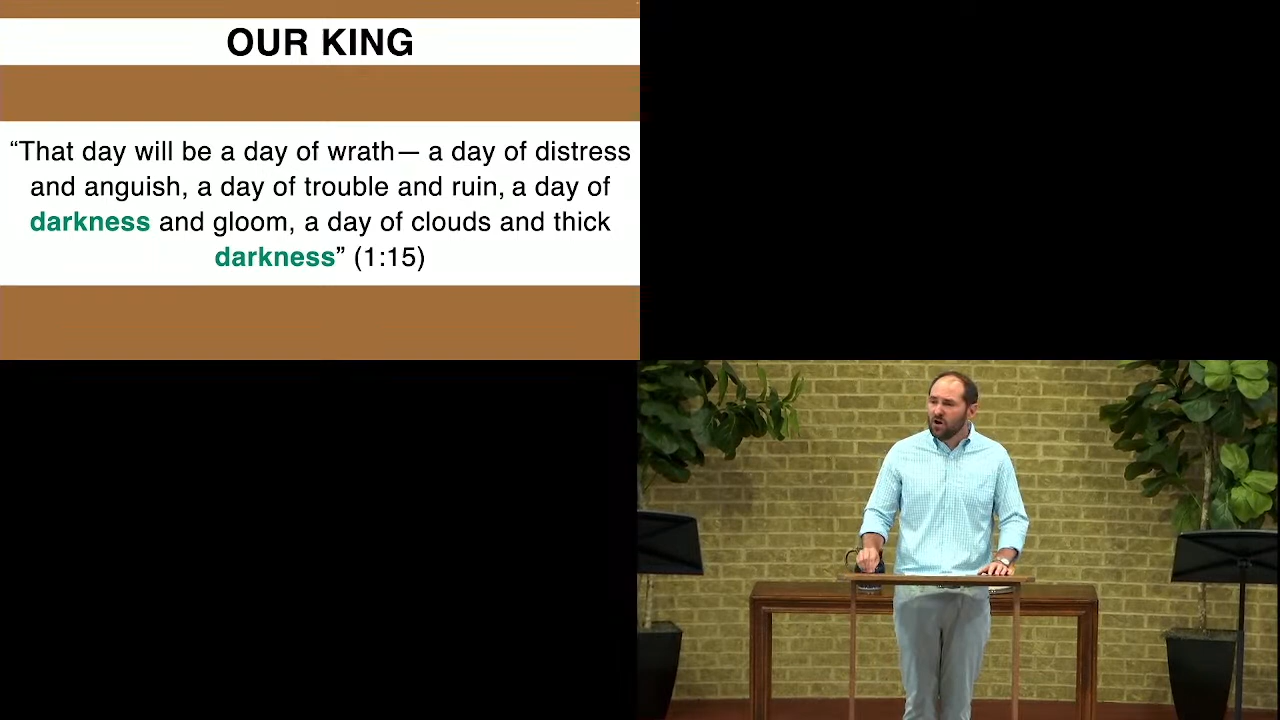 OUR KING
“That day will be a day of wrath— a day of distress
and anguish, a day of trouble and ruin, a day of
darkness and gloom, a day of clouds and thick
darkness” (1:15)